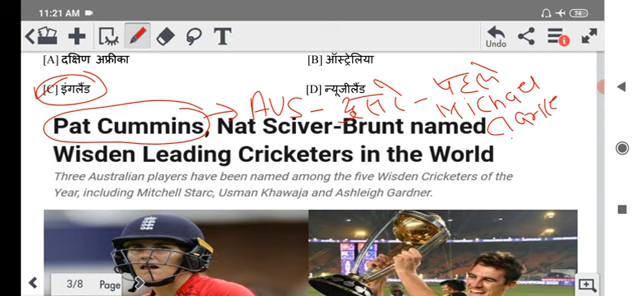 11:21 AM
74
Undo
[A] दक्षिण अफ्रीका
[B] ऑस्ट्रेलिया
[C] इंगलैंड
[D] न्यूजीलैंड
AUS - दूसरे - पहले
Michael
Clarke
Pat Cummins, Nat Sciver-Brunt named
Wisden Leading Cricketers in the World
Three Australian players have been named among the five Wisden Cricketers of the
Year, including Mitchell Starc, Usman Khawaja and Ashleigh Gardner.
3/8